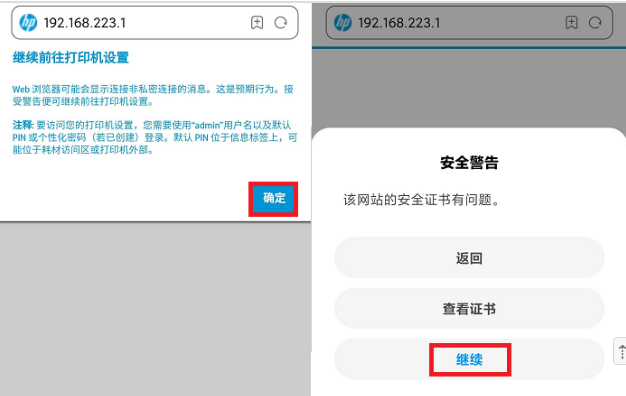 hp 192.168.223.1
继续前往打印机设置
Web 浏览器可能会显示连接非私密连接的消息。这是预期行为。接
受警告便可继续前往打印机设置。
注释: 要访问您的打印机设置，您需要使用“admin”用户名以及默认
PIN 或个性化密码（若已创建）登录。默认 PIN 位于信息标签上，可
能位于耗材访问区或打印机外部。
确定
hp 192.168.223.1
安全警告
该网站的安全证书有问题。
返回
查看证书
继续